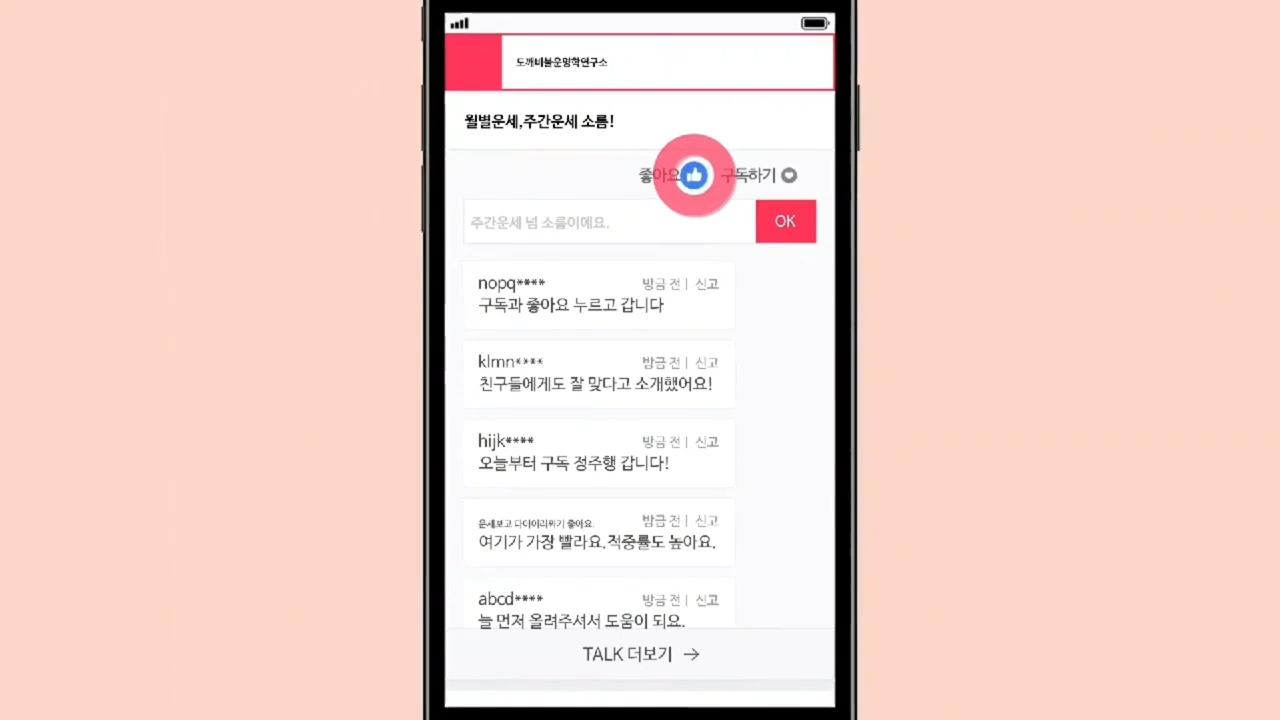 도깨비불운망학연구소
월별운세,주간운세 소름!
좋아요 구독하기
주간운세 넘 소름이에요. OK
nopq**** 방금 전 | 신고
구독과 좋아요 누르고 갑니다
klmn**** 방금 전 | 신고
친구들에게도 잘 맞다고 소개했어요!
hijk**** 방금 전 | 신고
오늘부터 구독 정주행 갑니다!
운세보고 다이어리짜기 좋아요. 방금 전 | 신고
여기가 가장 빨라요.적중률도 높아요.
abcd**** 방금 전 | 신고
늘 먼저 올려주셔서 도움이 되요.
TALK 더보기 →